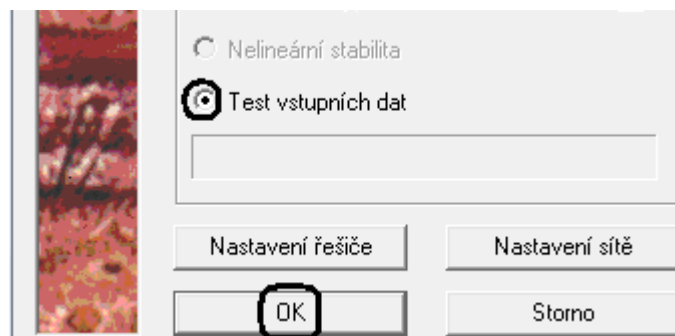 Nelineární stabilita
Test vstupních dat
Nastavení řešiče
Nastavení sítě
OK
Storno